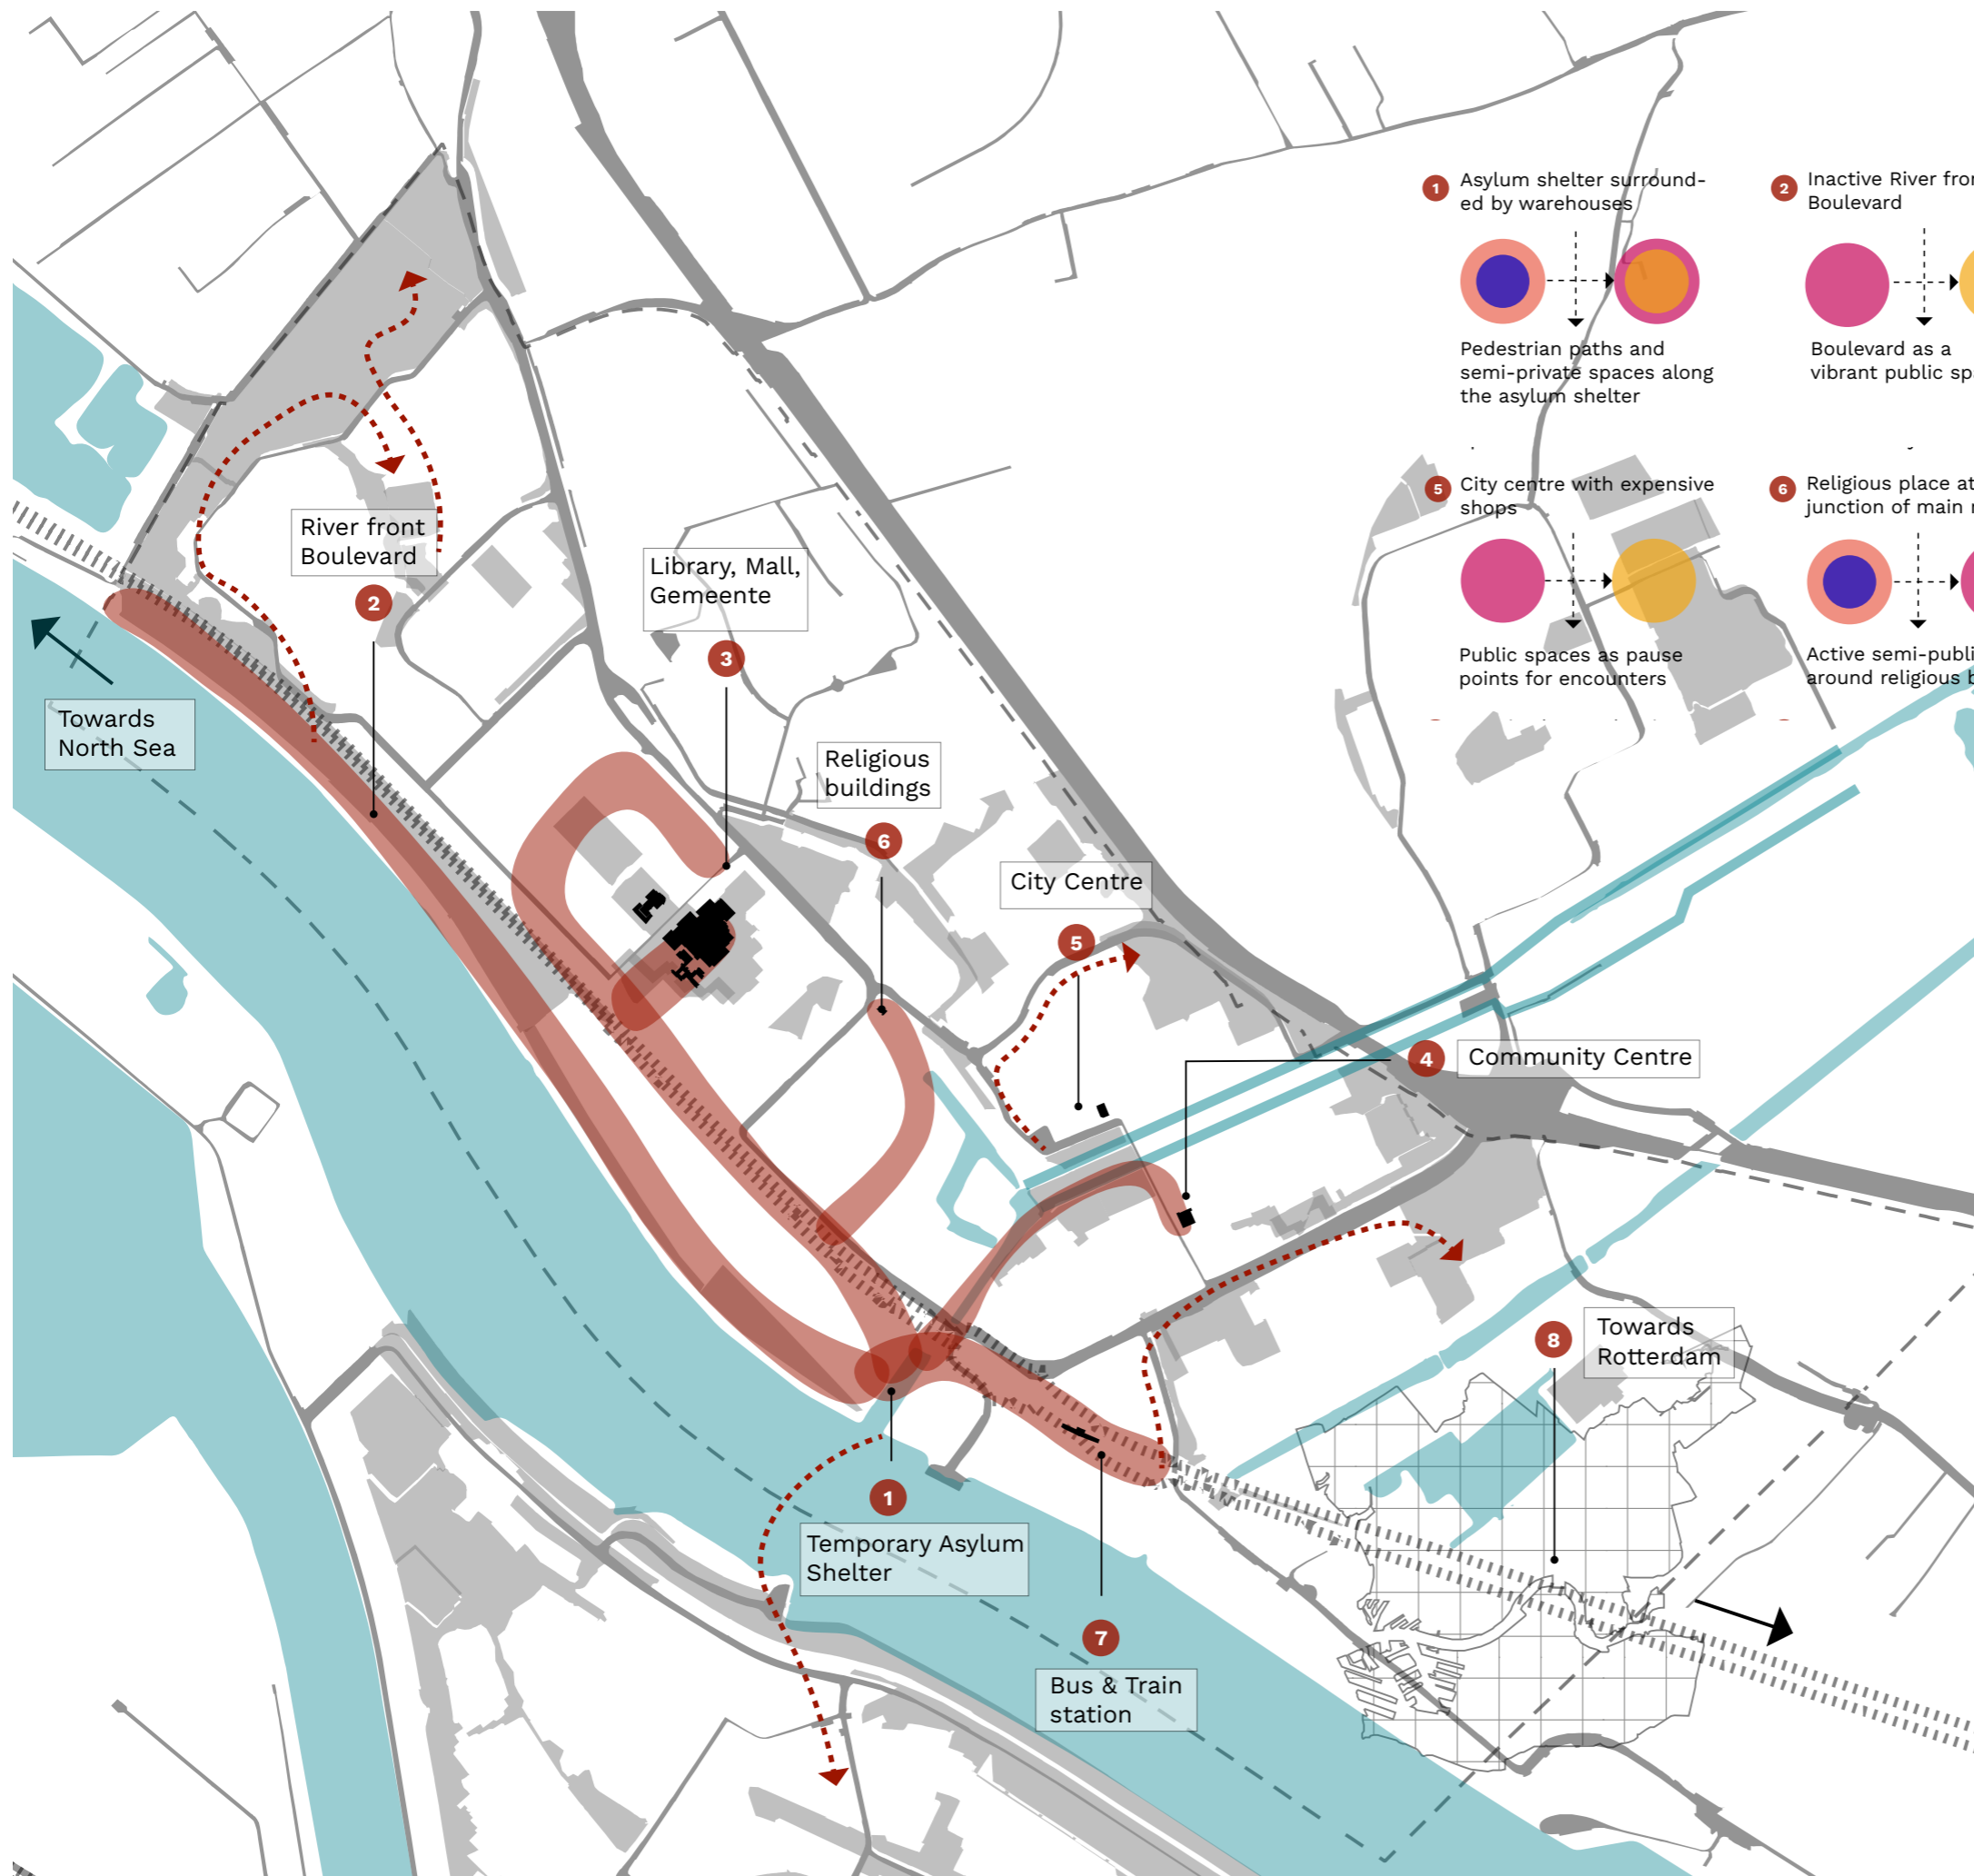 1
Asylum shelter surround-
ed by warehouses
Pedestrian paths and
semi-private spaces along
the asylum shelter
2
Inactive River
Boulevard
Boulevard as a
vibrant public
5
City centre with expensive
shops
Public spaces as pause
points for encounters
6
Religious place at
junction of main
Active
around religious
River front
Boulevard
2
Library, Mall,
Gemeente
3
Towards
North Sea
Religious
buildings
6
City Centre
5
4
Community Centre
8
Towards
Rotterdam
1
Temporary Asylum
Shelter
7
Bus & Train
station